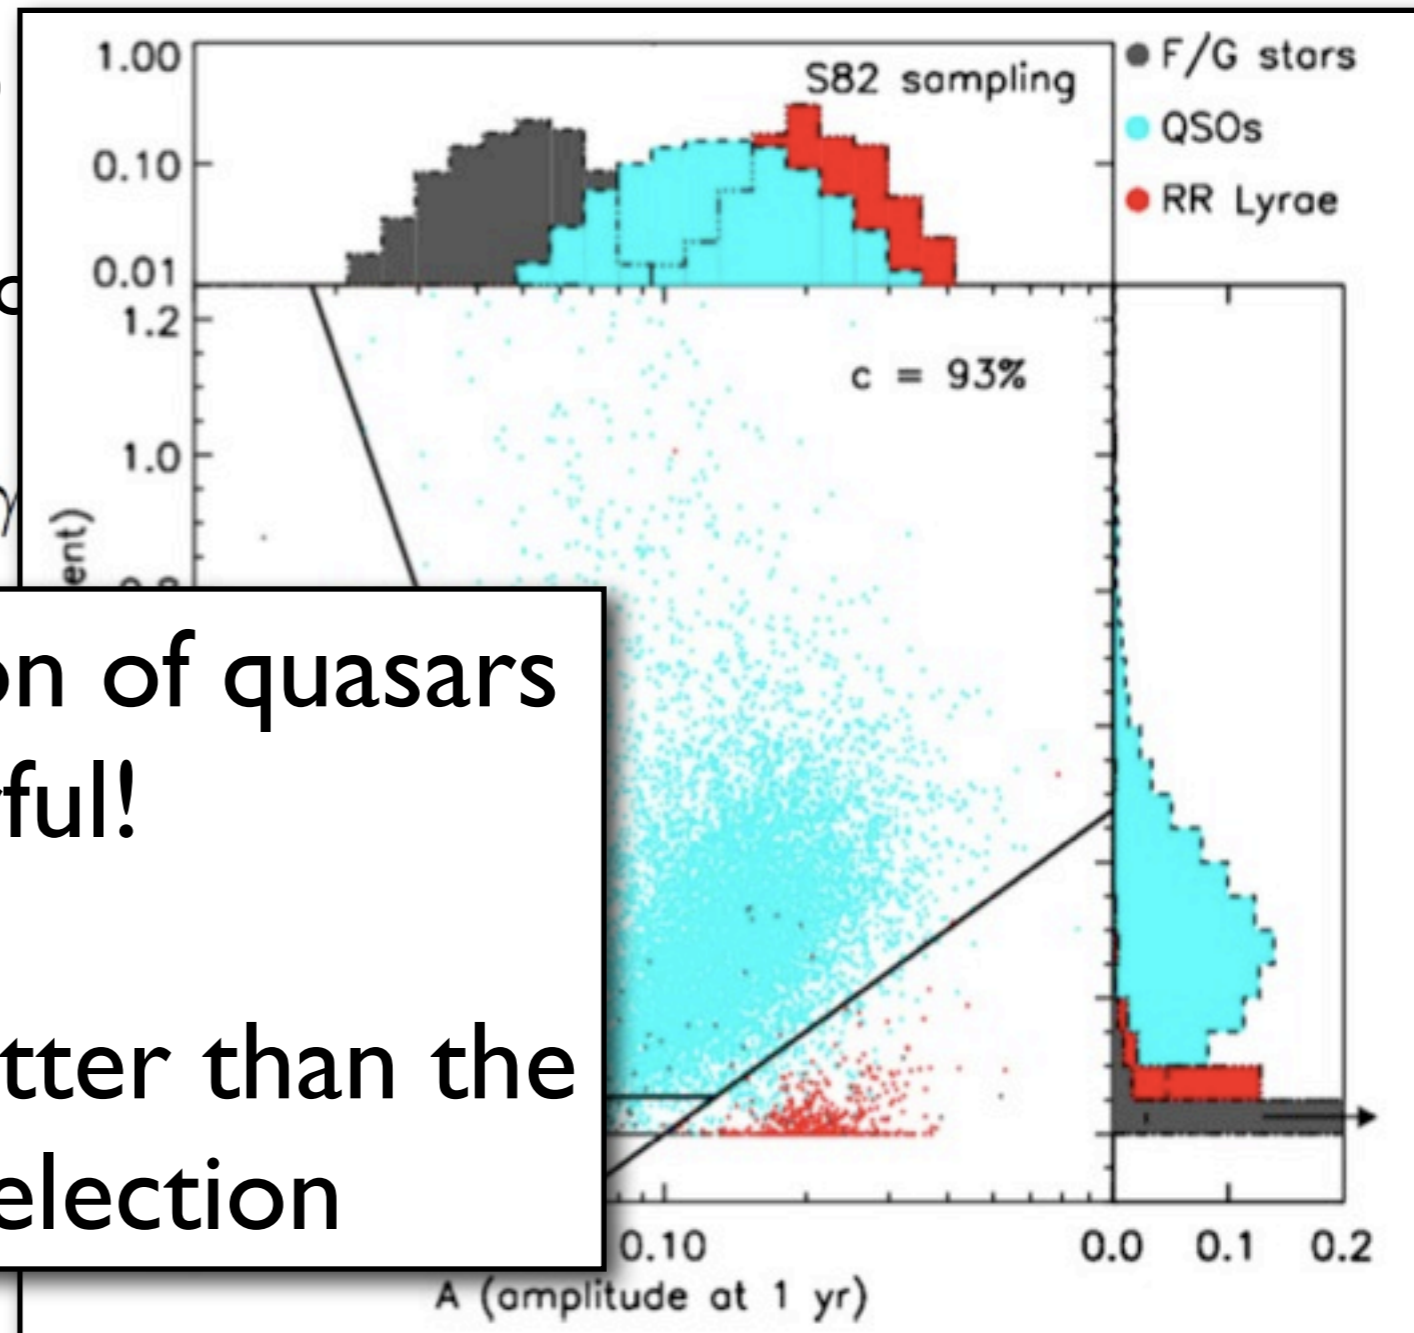 1.00
S82 sampling
F/G stars
QSOs
RR Lyrae
0.10
0.01
1.2
c = 93%
1.0
ent)
on of quasars
ful!
tter than the
election
0.10
0.0 0.1 0.2
A (amplitude at 1 yr)